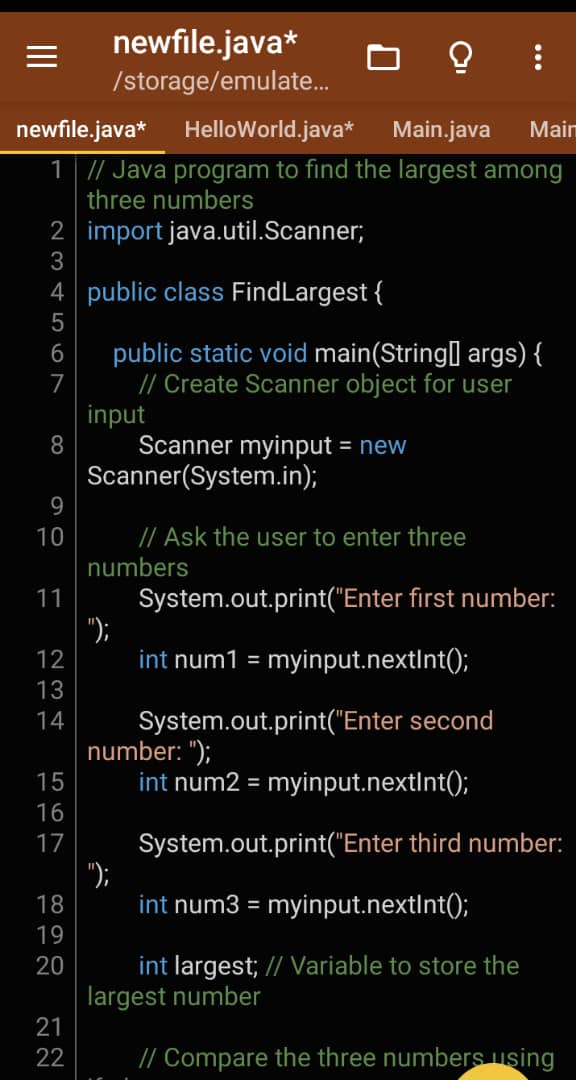 newfile.java*
/storage/emulate...
newfile.java* HelloWorld.java* Main.java Main
1 // Java program to find the largest among
three numbers
2 import java.util.Scanner;
3
4 public class FindLargest {
5
6 public static void main(String[] args) {
7 // Create Scanner object for user
input
8 Scanner myinput = new
Scanner(System.in);
9
10 // Ask the user to enter three
numbers
11 System.out.print("Enter first number:
");
12 int num1 = myinput.nextInt();
13
14 System.out.print("Enter second
number: ");
15 int num2 = myinput.nextInt();
16
17 System.out.print("Enter third number:
");
18 int num3 = myinput.nextInt();
19
20 int largest; // Variable to store the
largest number
21
22 // Compare the three numbers using